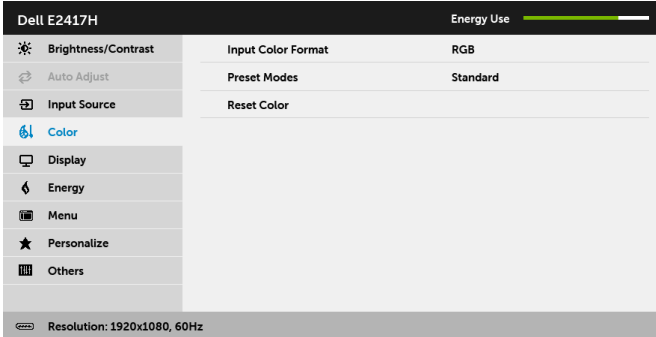 Dell E2417H Energy Use
Brightness/Contrast Input Color Format RGB
Auto Adjust Preset Modes Standard
Input Source Reset Color
Color
Display
Energy
Menu
Personalize
Others
Resolution: 1920x1080, 60Hz